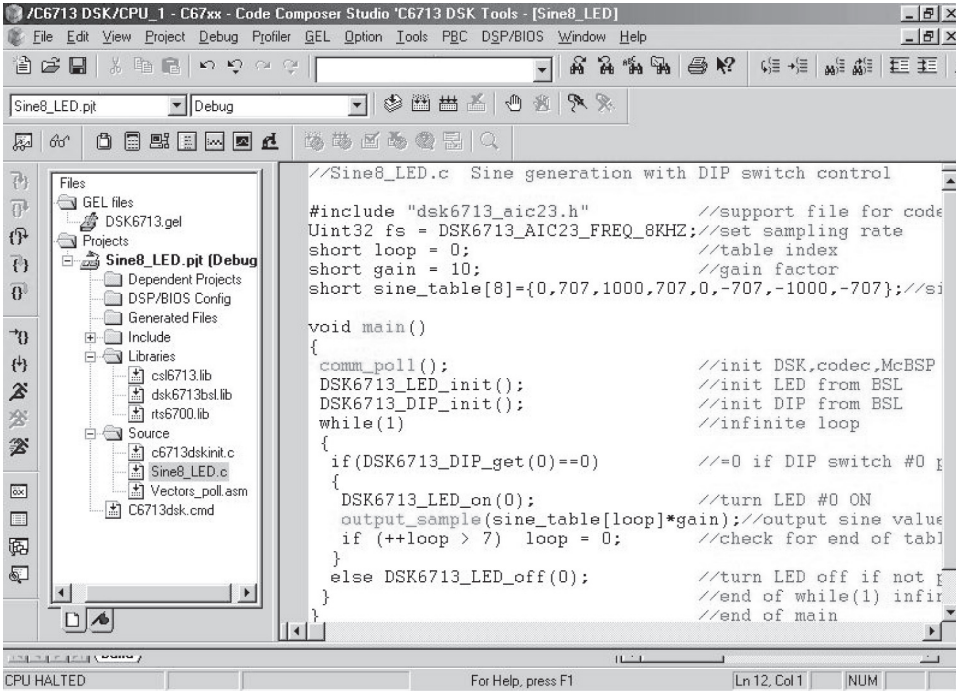 /C6713 DSK/CPU_1 - C67xx - Code Composer Studio 'C6713 DSK Tools - [Sine8_LED]
File Edit View Project Debug Profiler GEL Option Tools PBC DSP/BIOS Window Help
Sine8_LED.pjt Debug
Files
GEL files
DSK6713.gel
Projects
Sine8_LED.pjt (Debug
Dependent Projects
DSP/BIOS Config
Generated Files
Include
Libraries
csl6713.lib
dsk6713bsl.lib
rts6700.lib
Source
c6713dskinit.c
Sine8_LED.c
Vectors_poll.asm
C6713dsk.cmd
//Sine8_LED.c  Sine generation with DIP switch control
#include "dsk6713_aic23.h" //support file for code
Uint32 fs = DSK6713_AIC23_FREQ_8KHZ;//set sampling rate
short loop = 0; //table index
short gain = 10; //gain factor
short sine_table[8]={0,707,1000,707,0,-707,-1000,-707};//si
void main()
{
comm_poll(); //init DSK,codec,McBSP
DSK6713_LED_init(); //init LED from BSL
DSK6713_DIP_init(); //init DIP from BSL
while(1) //infinite loop
{
if(DSK6713_DIP_get(0)==0) //=0 if DIP switch #0 p
{
DSK6713_LED_on(0); //turn LED #0 ON
output_sample(sine_table[loop]*gain);//output sine value
if (++loop > 7)  loop = 0; //check for end of tabl
}
else DSK6713_LED_off(0); //turn LED off if not p
} //end of while(1) infir
} //end of main
CPU HALTED For Help, press F1 Ln 12, Col 1 NUM